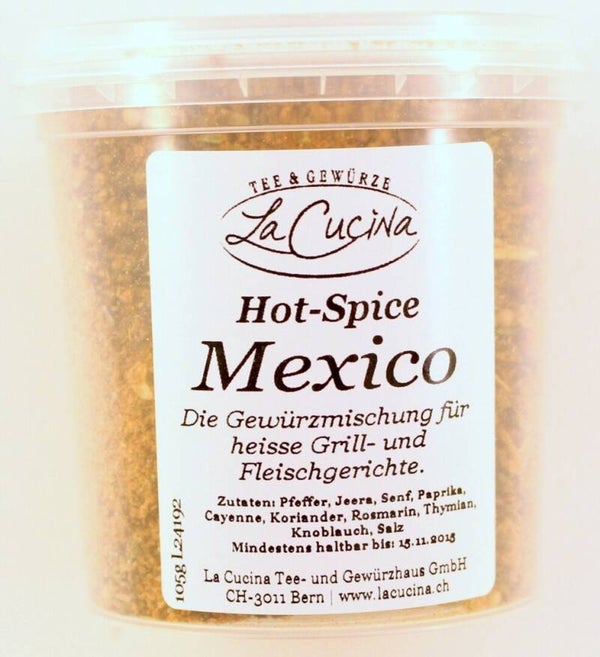 TEE & GEWÜRZE
La Cucina
Hot-Spice
Mexico
Die Gewürzmischung für
heisse Grill- und
Fleischgerichte.
Zutaten: Pfeffer, Jeera, Senf, Paprika,
Cayenne, Koriander, Rosmarin, Thymian,
Knoblauch, Salz
Mindestens haltbar bis: 15.11.2015
La Cucina Tee- und Gewürzhaus GmbH
CH-3011 Bern | www.lacucina.ch
105g L24192